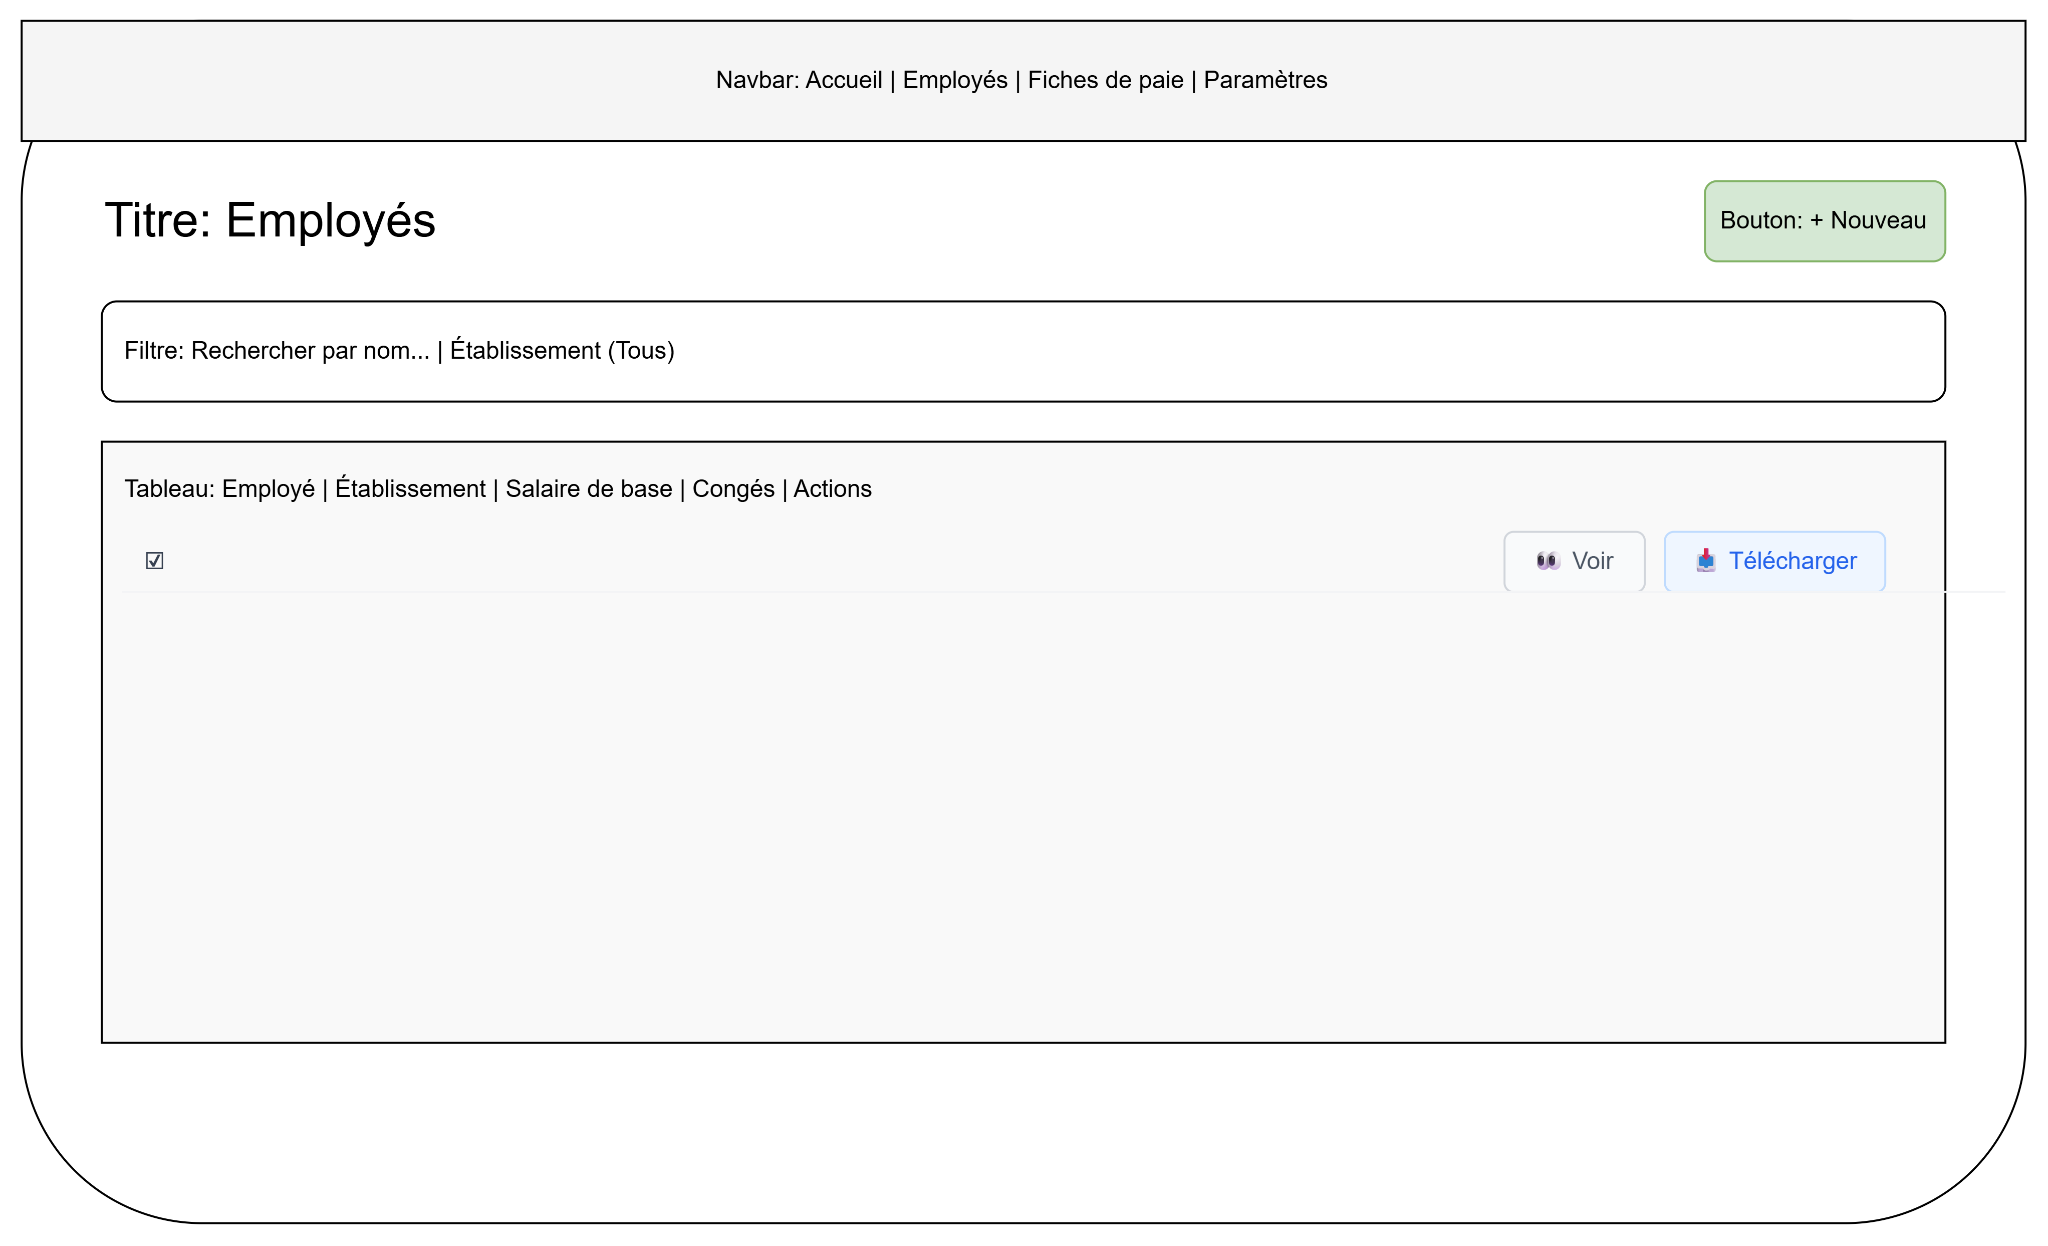 Navbar: Accueil | Employés | Fiches de paie | Paramètres
Titre: Employés
Bouton: + Nouveau
Filtre: Rechercher par nom... | Établissement (Tous)
Tableau: Employé | Établissement | Salaire de base | Congés | Actions
☑ 👀 Voir 📥 Télécharger